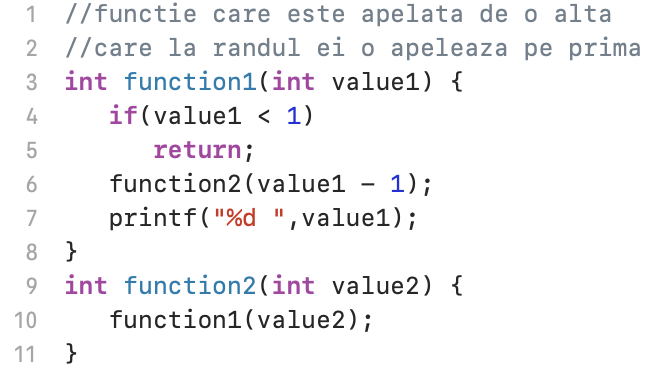 1 //functie care este apelata de o alta
2 //care la randul ei o apeleaza pe prima
3 int function1(int value1) {
4    if(value1 < 1)
5       return;
6    function2(value1 - 1);
7    printf("%d ",value1);
8 }
9 int function2(int value2) {
10    function1(value2);
11 }